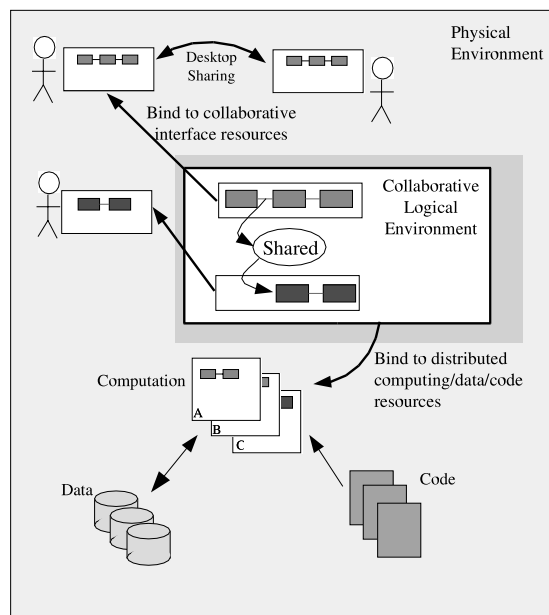 Physical
Environment
Desktop
Sharing
Bind to collaborative
interface resources
Collaborative
Logical
Environment
Shared
Bind to distributed
computing/data/code
resources
Computation
A
B
C
Data
Code